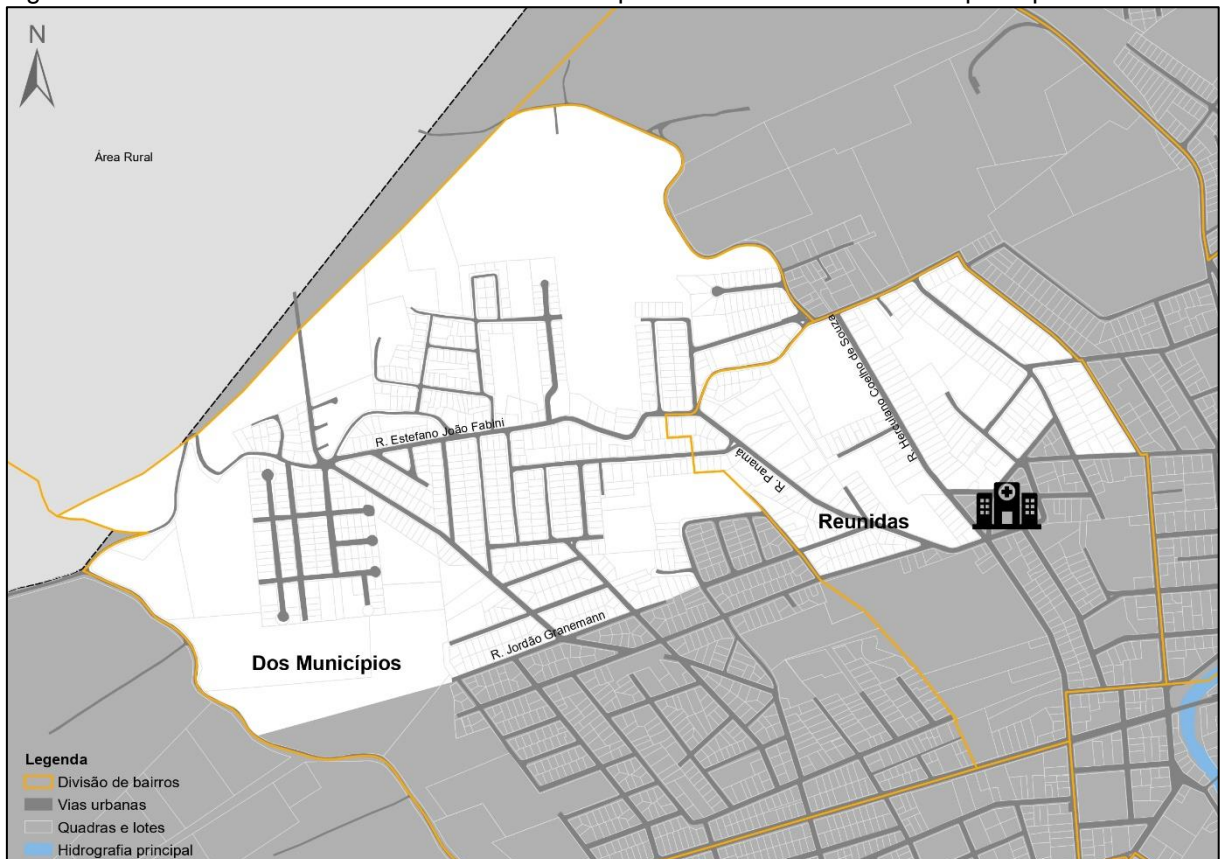 N
Área Rural
R. Estefano João Fabini
R. Herculano Coelho de Souza
R. Panamá
Reunidas
R. Jordão Granemann
Dos Municípios
Legenda
Divisão de bairros
Vias urbanas
Quadras e lotes
Hidrografia principal